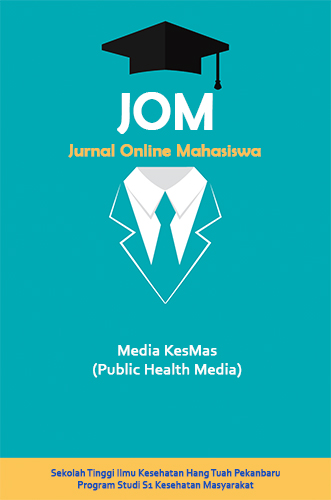 JOM
Jurnal Online Mahasiswa
Media KesMas
(Public Health Media)
Sekolah Tinggi Ilmu Kesehatan Hang Tuah Pekanbaru
Program Studi S1 Kesehatan Masyarakat